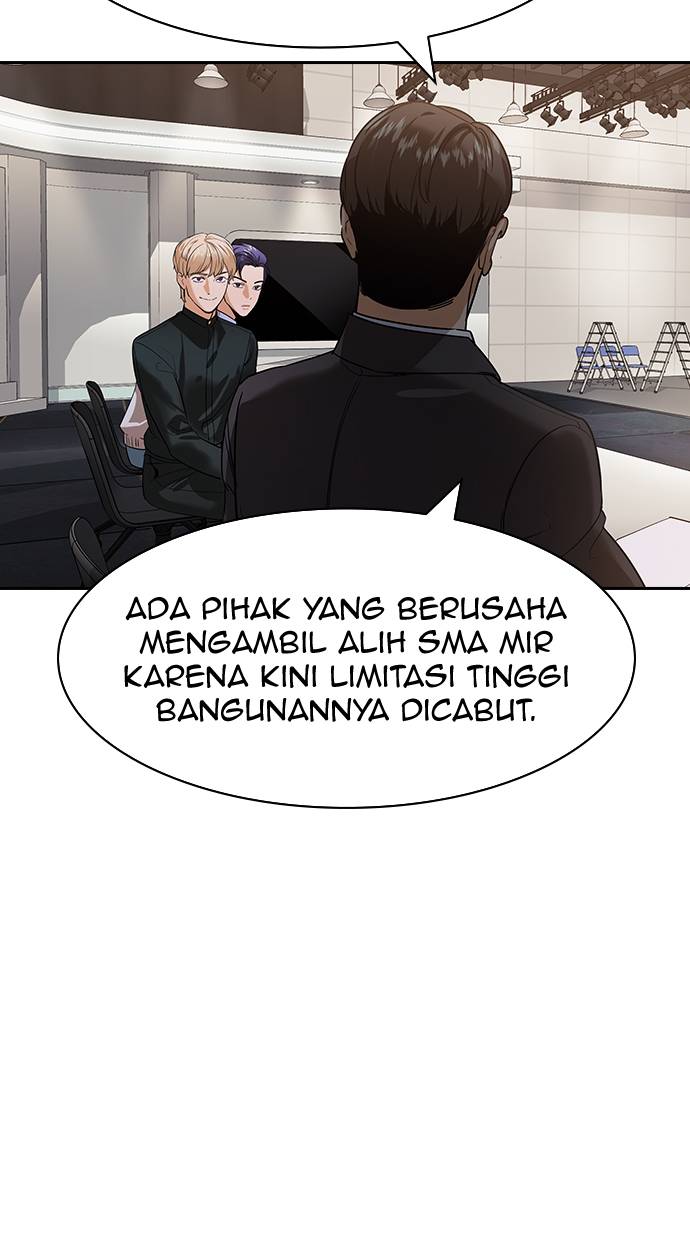 ADA PIHAK YANG BERUSAHA
MENGAMBIL ALIH SMA MIR
KARENA KINI LIMITASI TINGGI
BANGUNANNYA DICABUT.